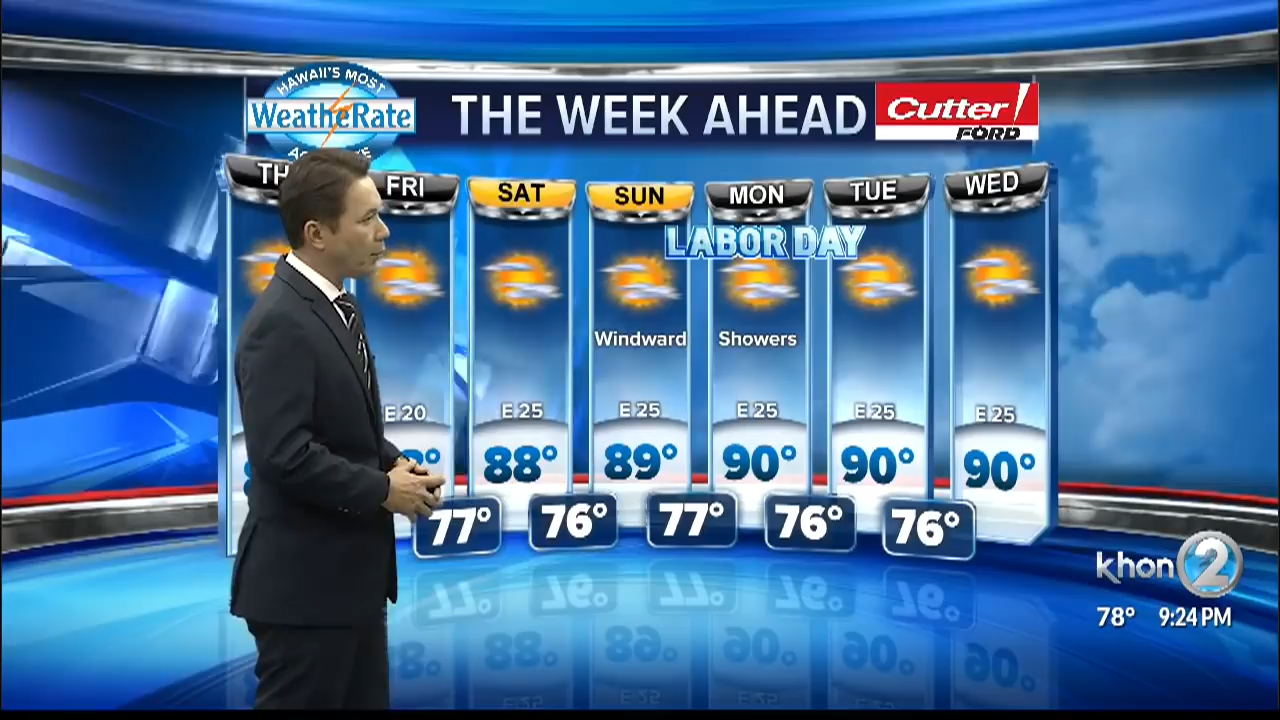 HAWAII'S MOST
WeatheRate
THE WEEK AHEAD
Cutter!
FORD
FRI
SAT
SUN
MON
TUE
WED
LABOR DAY
Windward
Showers
E 20
E 25
E 25
E 25
E 25
E 25
88°
89°
90°
90°
90°
77°
76°
77°
76°
76°
khon 2
78° 9:24 PM